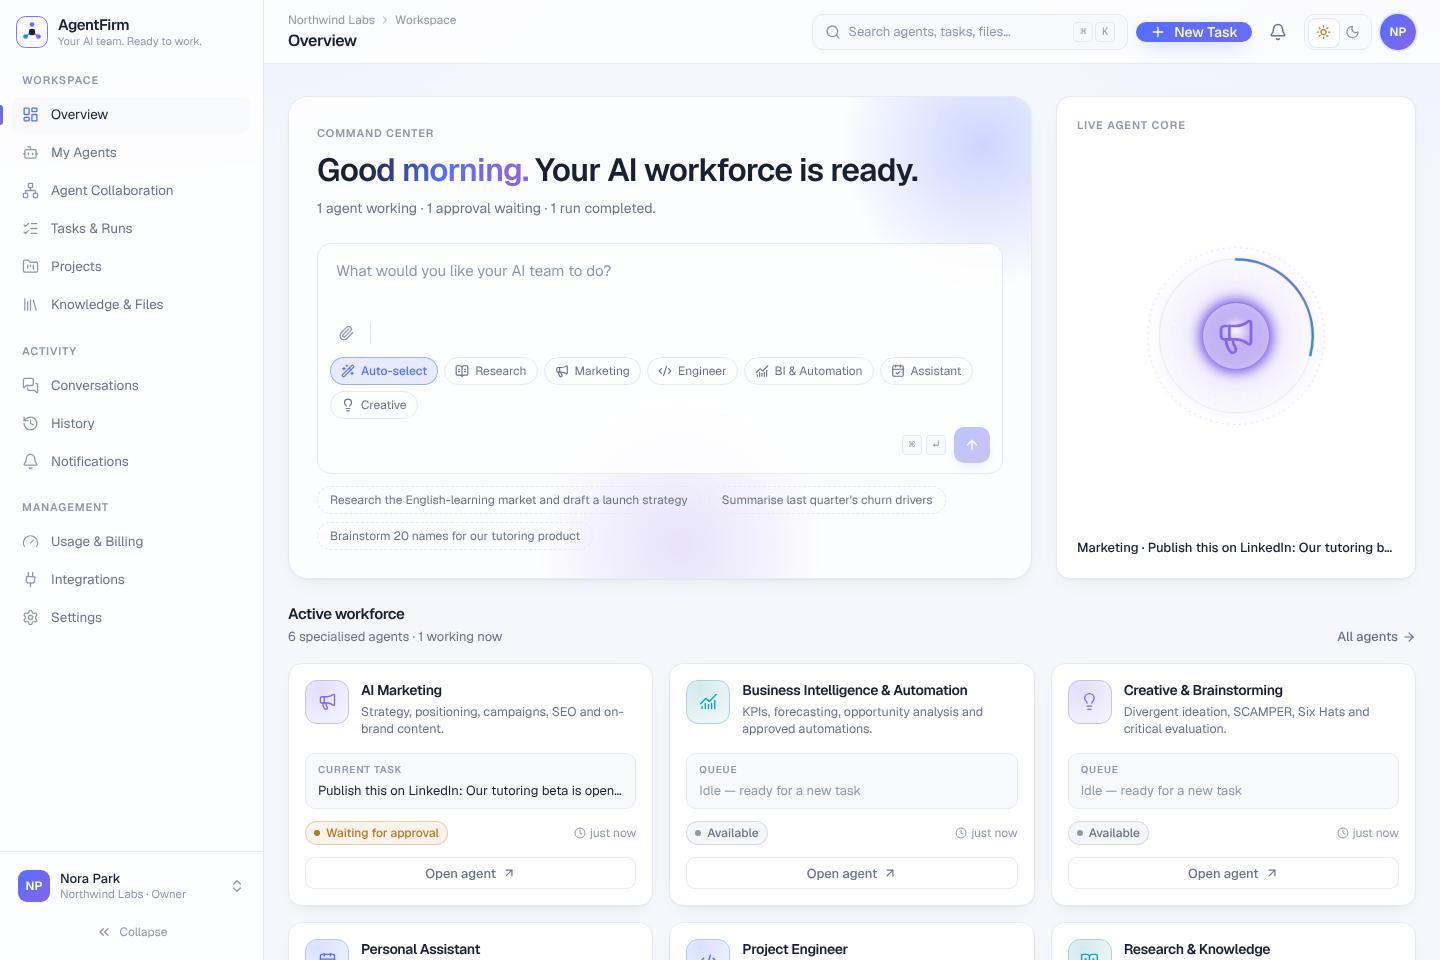 AgentFirm
Your AI team. Ready to work.
WORKSPACE
Overview
My Agents
Agent Collaboration
Tasks & Runs
Projects
Knowledge & Files
ACTIVITY
Conversations
History
Notifications
MANAGEMENT
Usage & Billing
Integrations
Settings
NP
Nora Park
Northwind Labs · Owner
Collapse
Northwind Labs > Workspace
Overview
Search agents, tasks, files...
⌘ K
New Task
NP
COMMAND CENTER
Good morning. Your AI workforce is ready.
1 agent working · 1 approval waiting · 1 run completed.
What would you like your AI team to do?
Auto-select
Research
Marketing
Engineer
BI & Automation
Assistant
Creative
⌘ ↵
Research the English-learning market and draft a launch strategy
Summarise last quarter's churn drivers
Brainstorm 20 names for our tutoring product
LIVE AGENT CORE
Marketing · Publish this on LinkedIn: Our tutoring b...
Active workforce
6 specialised agents · 1 working now
All agents
AI Marketing
Strategy, positioning, campaigns, SEO and on-
brand content.
CURRENT TASK
Publish this on LinkedIn: Our tutoring beta is open...
Waiting for approval
just now
Open agent
Business Intelligence & Automation
KPIs, forecasting, opportunity analysis and
approved automations.
QUEUE
Idle — ready for a new task
Available
just now
Open agent
Creative & Brainstorming
Divergent ideation, SCAMPER, Six Hats and
critical evaluation.
QUEUE
Idle — ready for a new task
Available
just now
Open agent
Personal Assistant
Project Engineer
Research & Knowledge